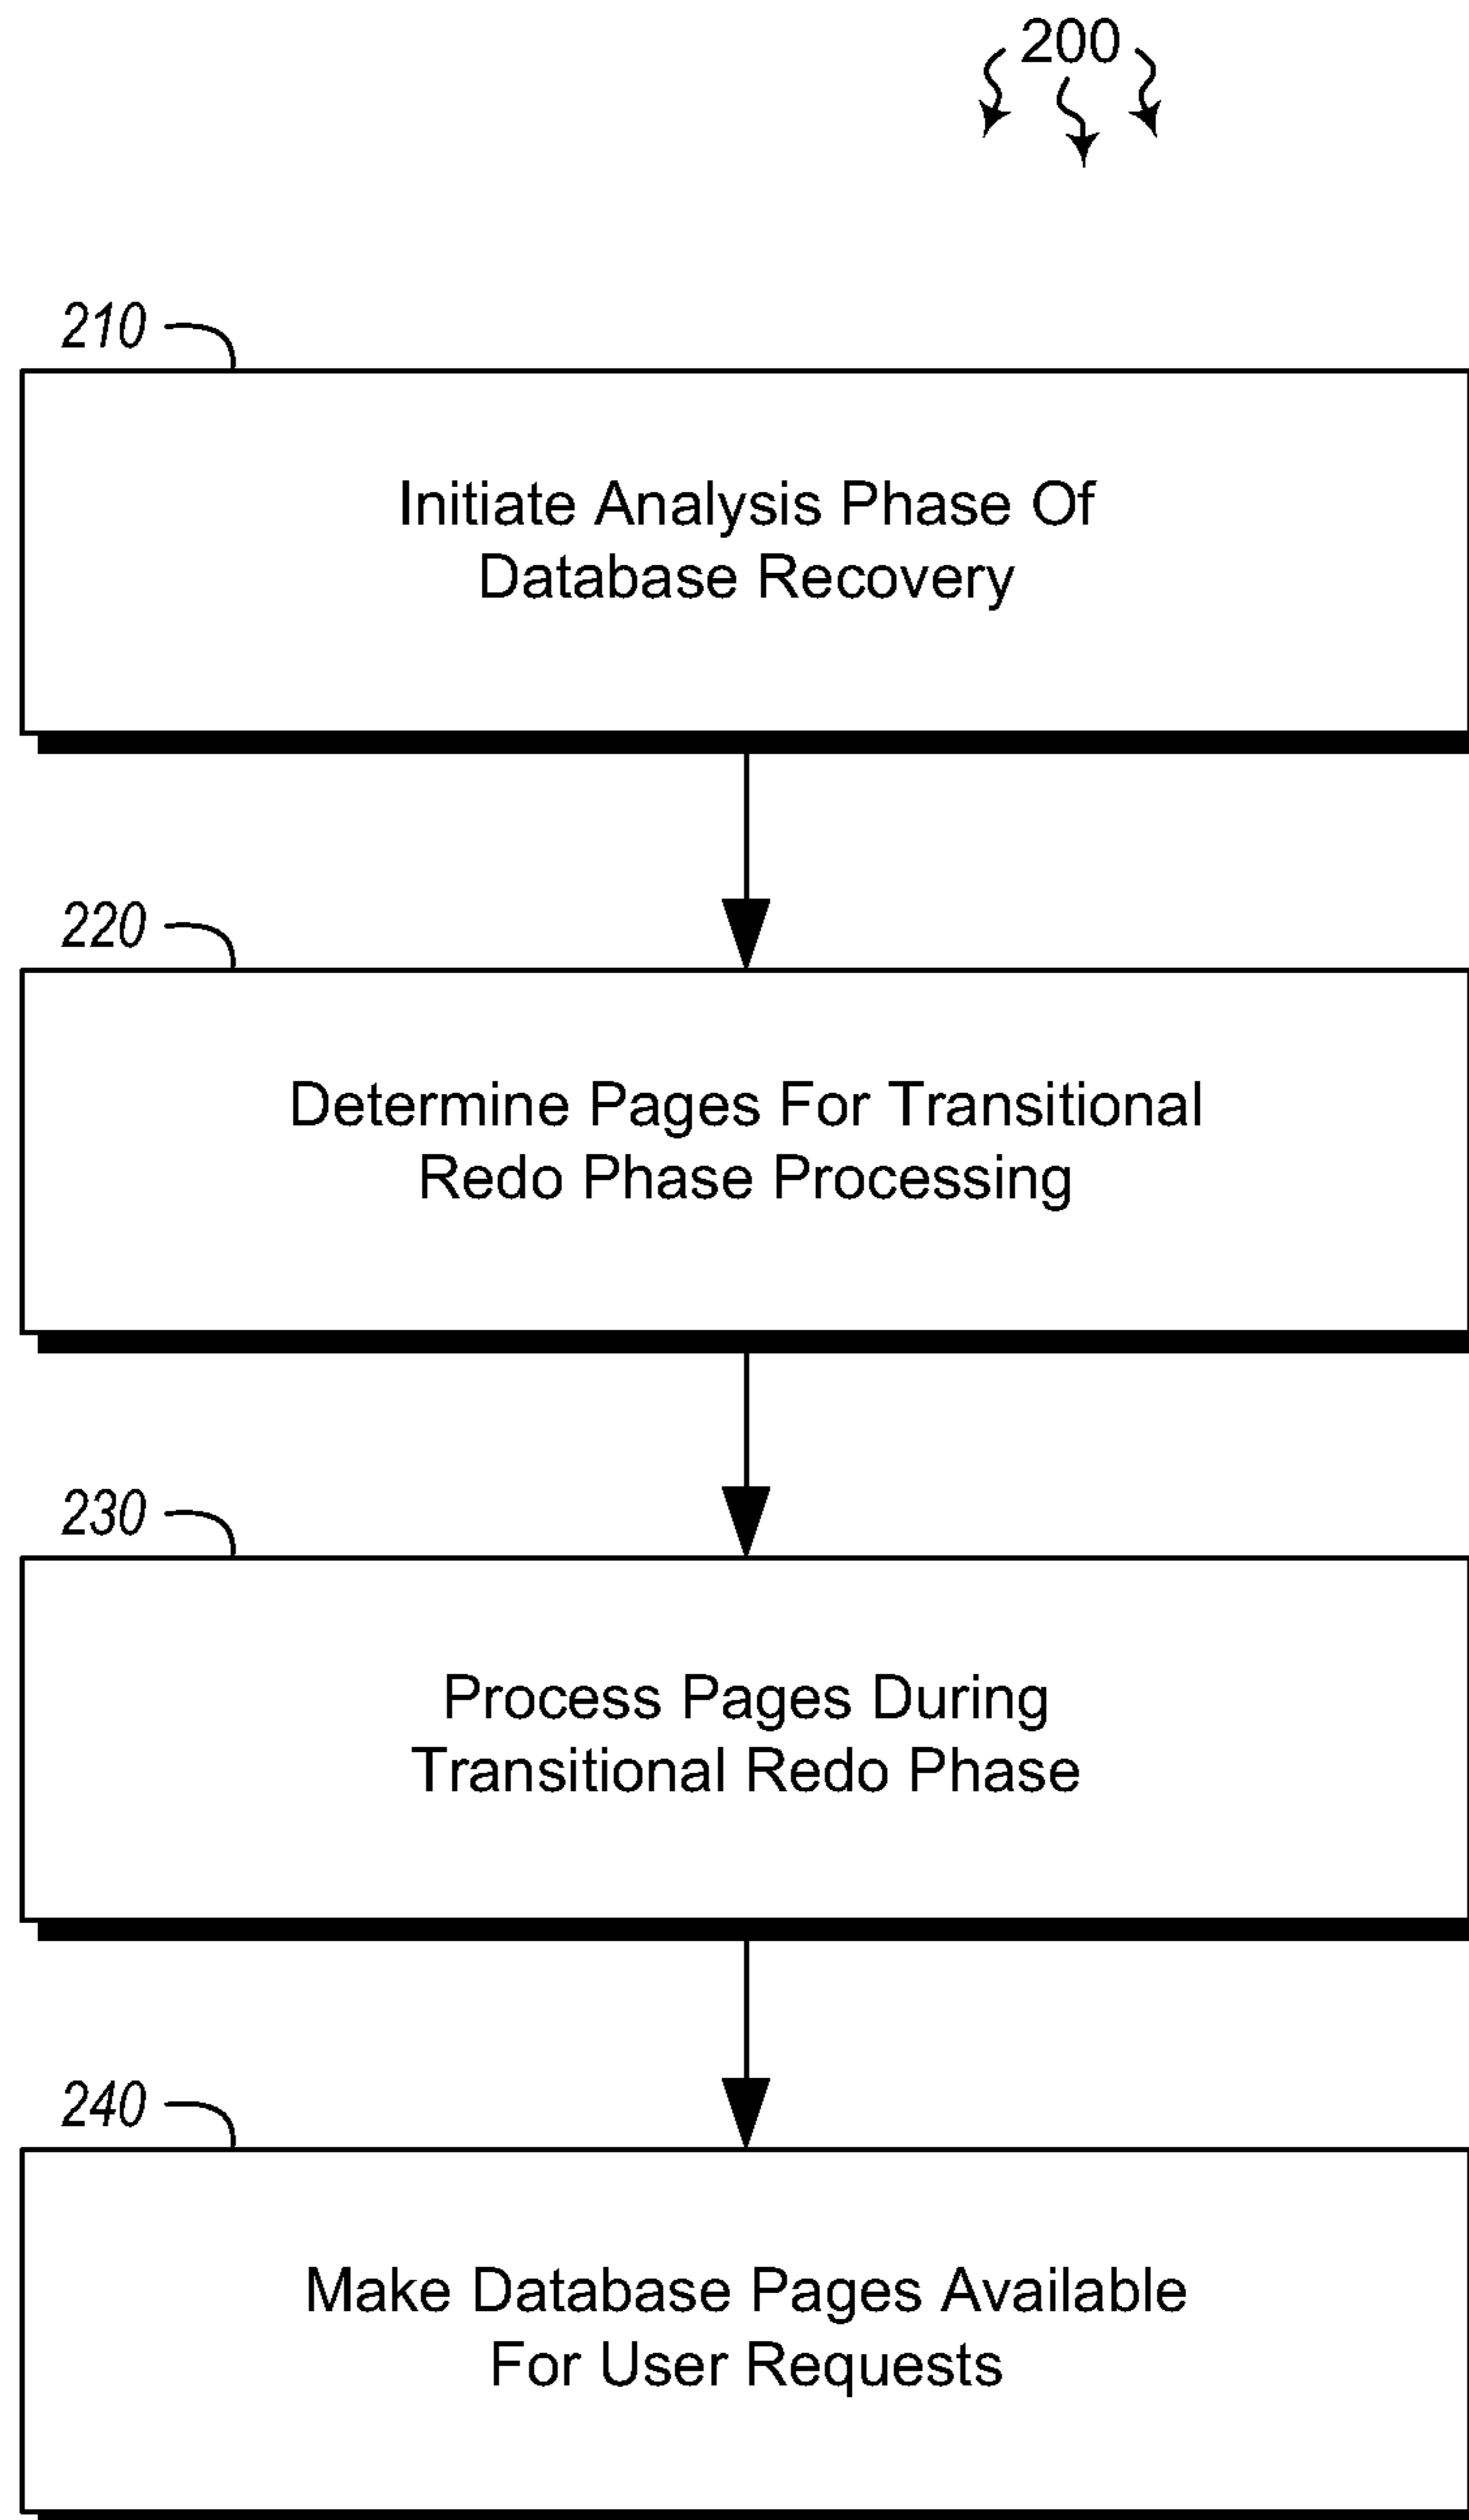 200
210
Initiate Analysis Phase Of
Database Recovery
220
Determine Pages For Transitional
Redo Phase Processing
230
Process Pages During
Transitional Redo Phase
240
Make Database Pages Available
For User Requests